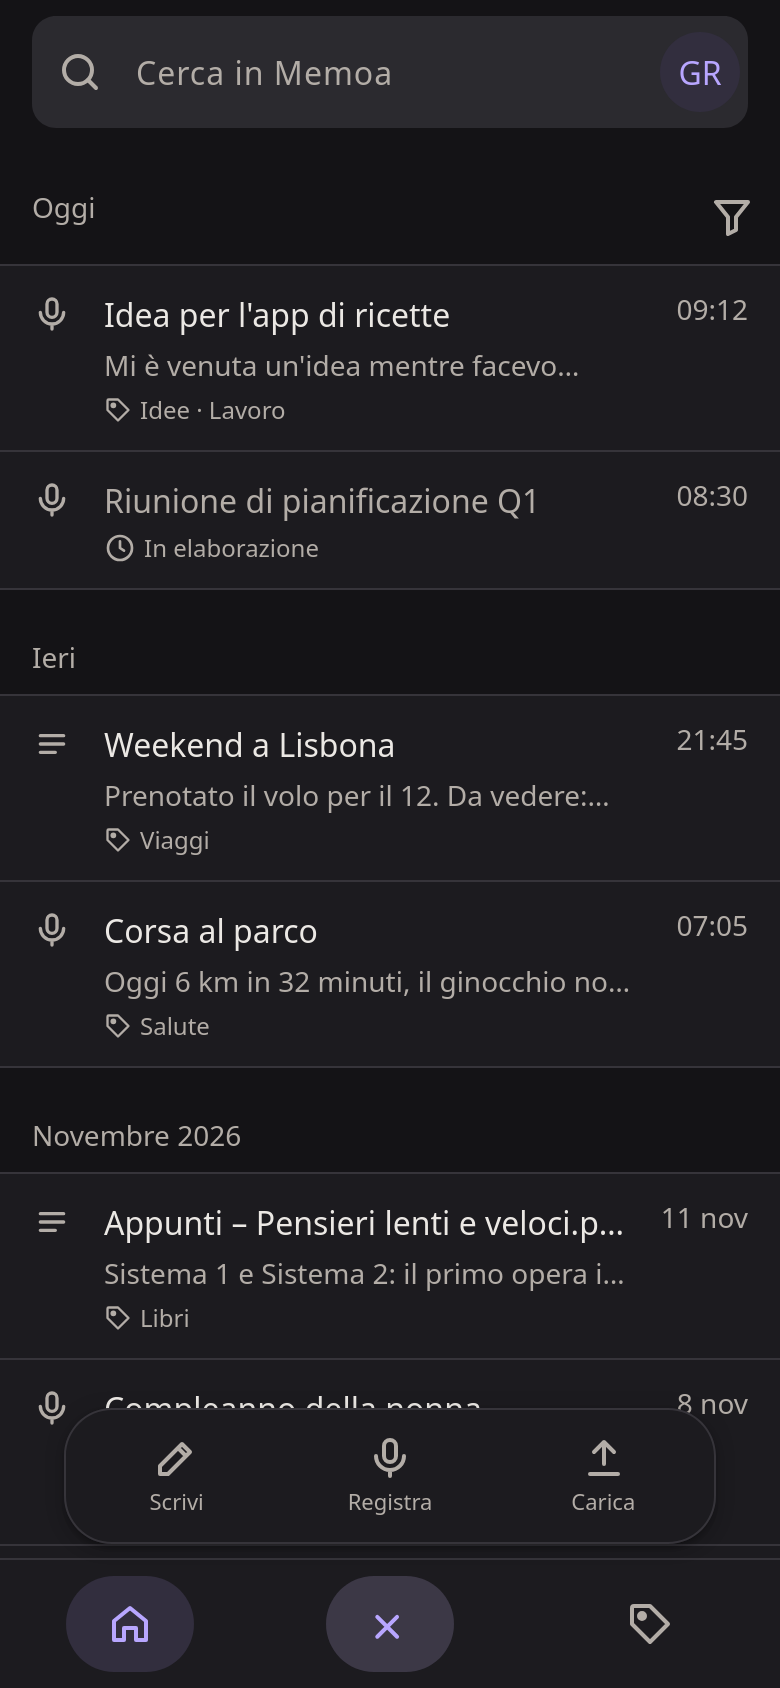 Cerca in Memoa
GR
Oggi
Idea per l'app di ricette
09:12
Mi è venuta un'idea mentre facevo...
Idee · Lavoro
Riunione di pianificazione Q1
08:30
In elaborazione
Ieri
Weekend a Lisbona
21:45
Prenotato il volo per il 12. Da vedere:...
Viaggi
Corsa al parco
07:05
Oggi 6 km in 32 minuti, il ginocchio no...
Salute
Novembre 2026
Appunti – Pensieri lenti e veloci.p...
11 nov
Sistema 1 e Sistema 2: il primo opera i...
Libri
Compleanno della nonna
8 nov
Scrivi
Registra
Carica